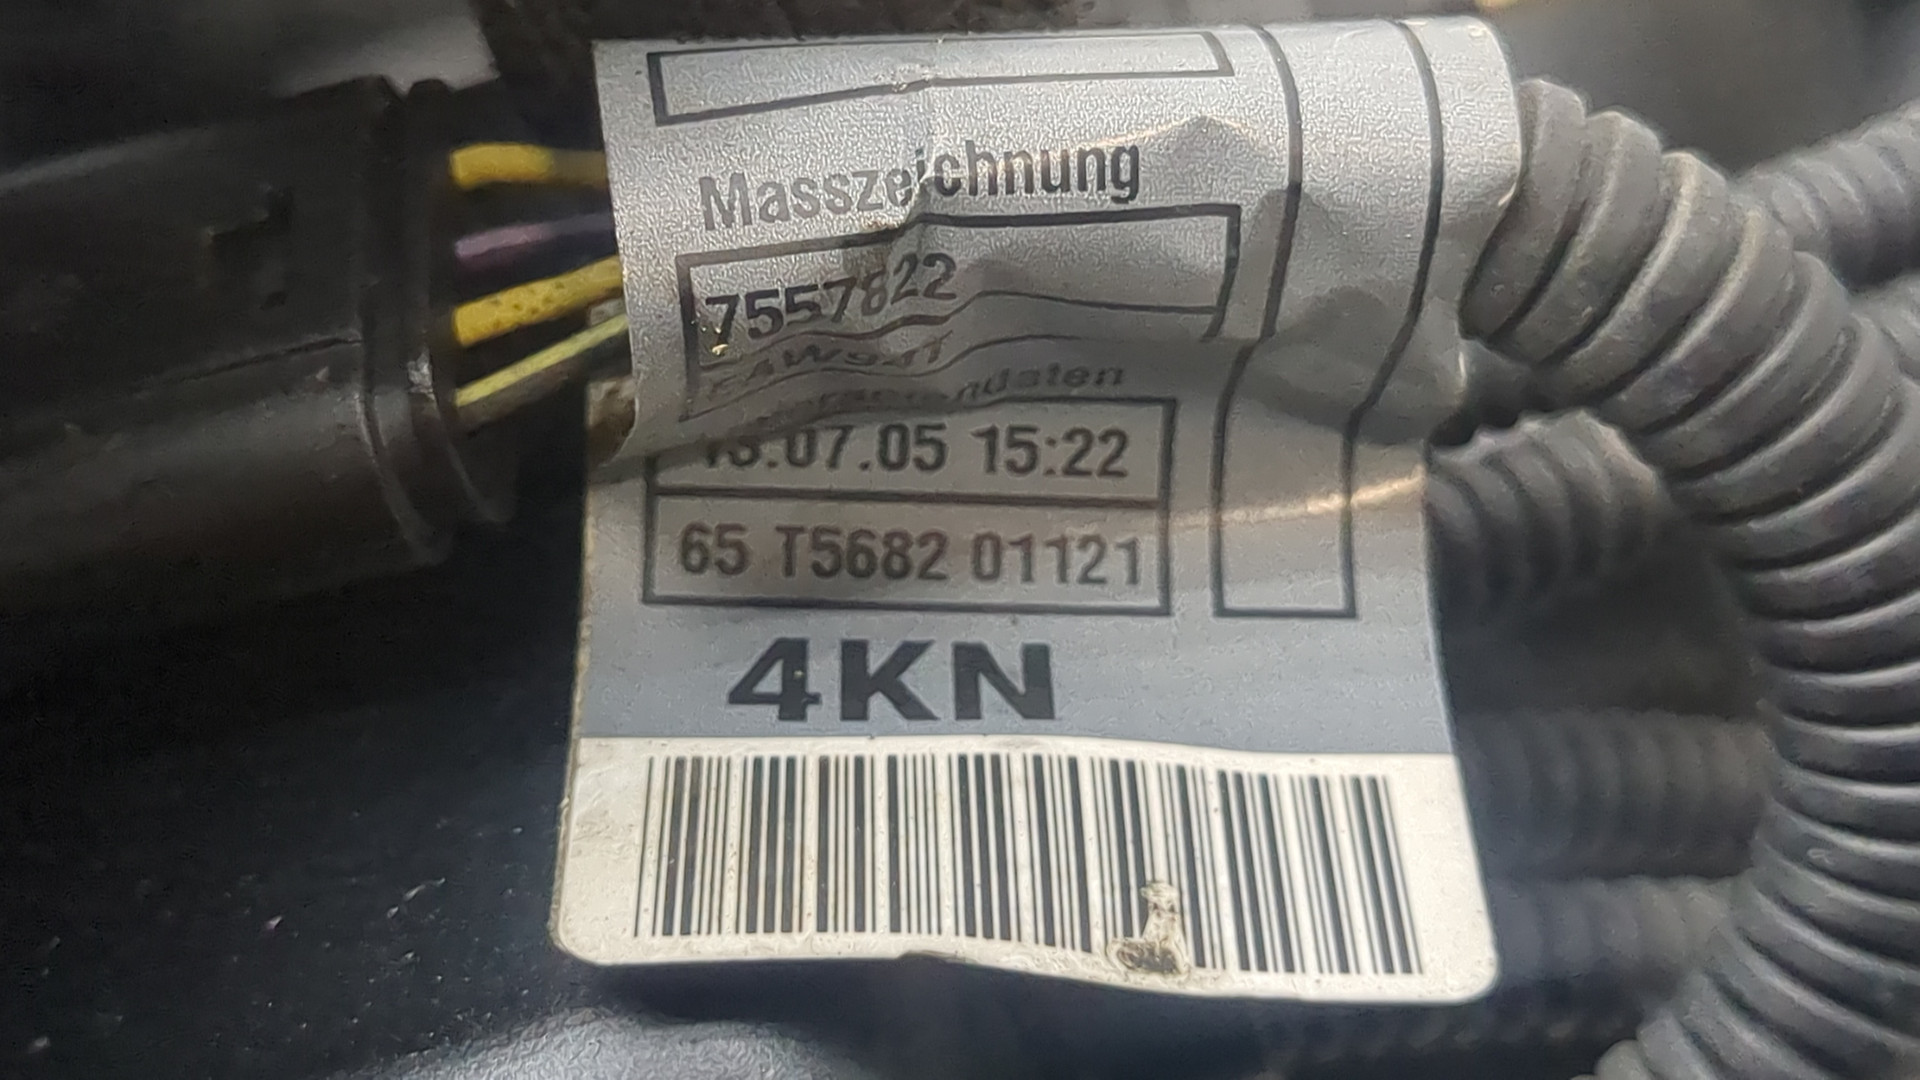 Masszeichnung
7557822
.07.05 15:22
65 T5682 01121
4KN